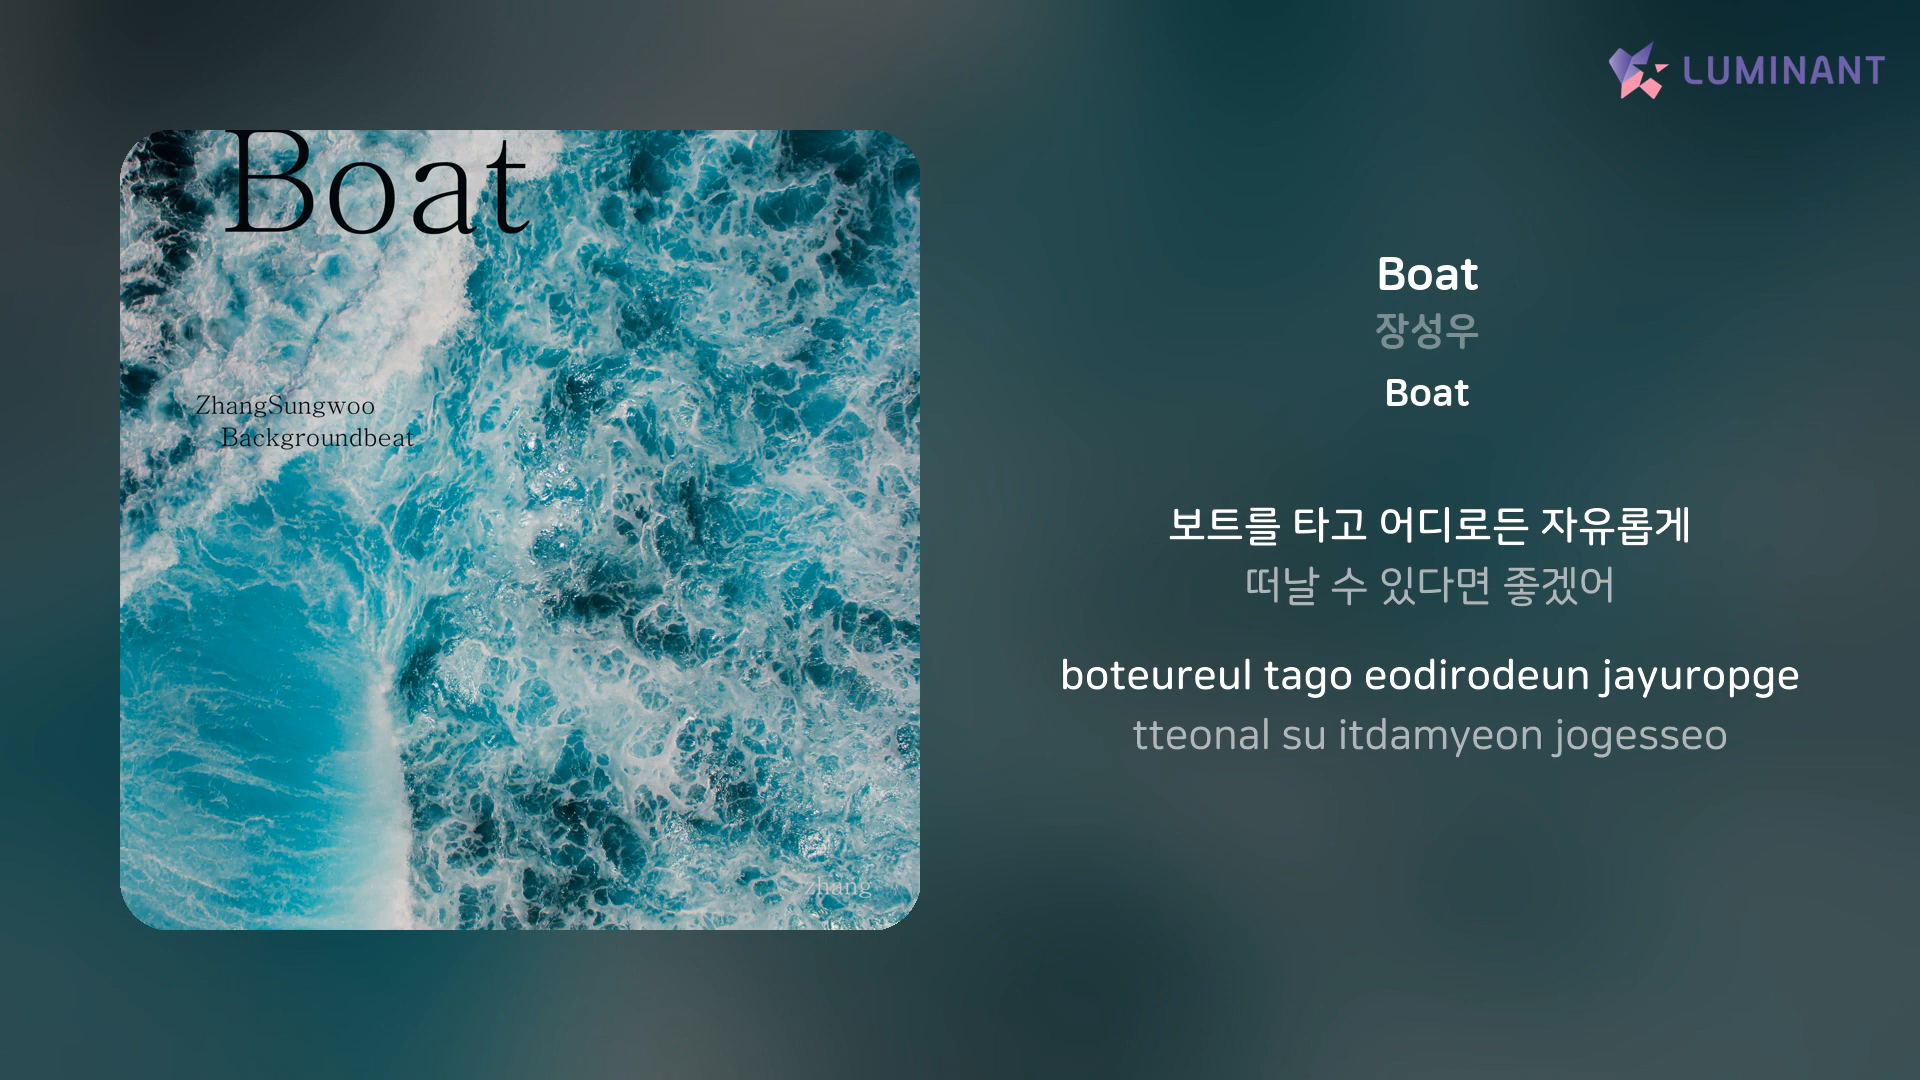 LUMINANT
Boat
ZhangSungwoo
Backgroundbeat
zhang
Boat
장성우
Boat
보트를 타고 어디로든 자유롭게
떠날 수 있다면 좋겠어
boteureul tago eodirodeun jayuropge
tteonal su itdamyeon jogesseo